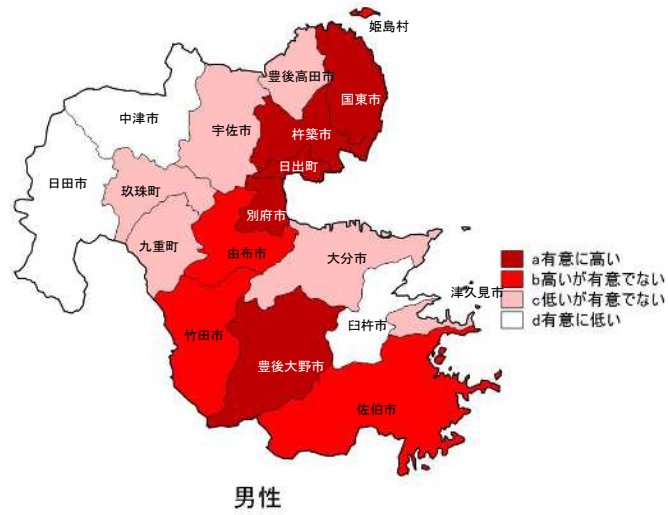 姫島村
豊後高田市
国東市
中津市
宇佐市
杵築市
日出町
日田市
玖珠町
別府市
九重町
由布市
大分市
a有意に高い
b高いが有意でない
c低いが有意でない
d有意に低い
津久見市
臼杵市
竹田市
豊後大野市
佐伯市
男性